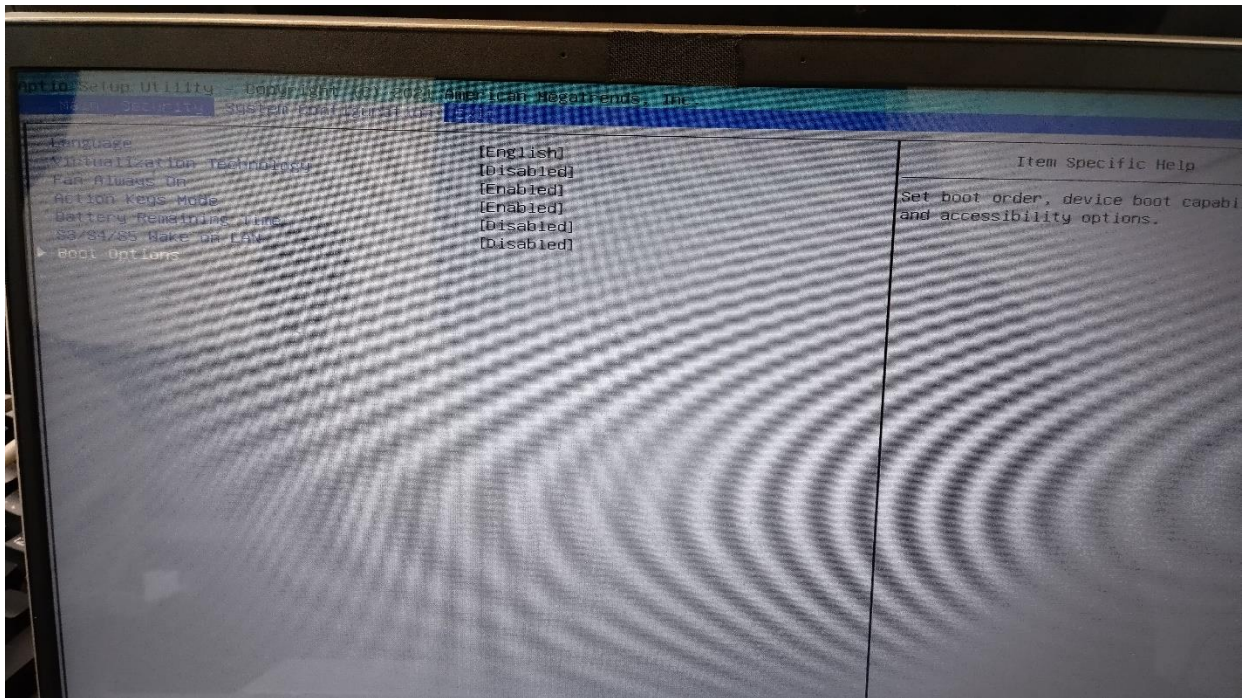 Aptio Setup Utility - Copyright (C) American Megatrends, Inc.
Main Security System Configuration Exit
Language [English]
Virtualization Technology [Disabled]
Fan Always On [Enabled]
Action Keys Mode [Enabled]
Battery Remaining Time [Disabled]
S3/S4/S5 Wake on LAN [Disabled]
Boot Options
Item Specific Help
Set boot order, device boot capabi
and accessibility options.